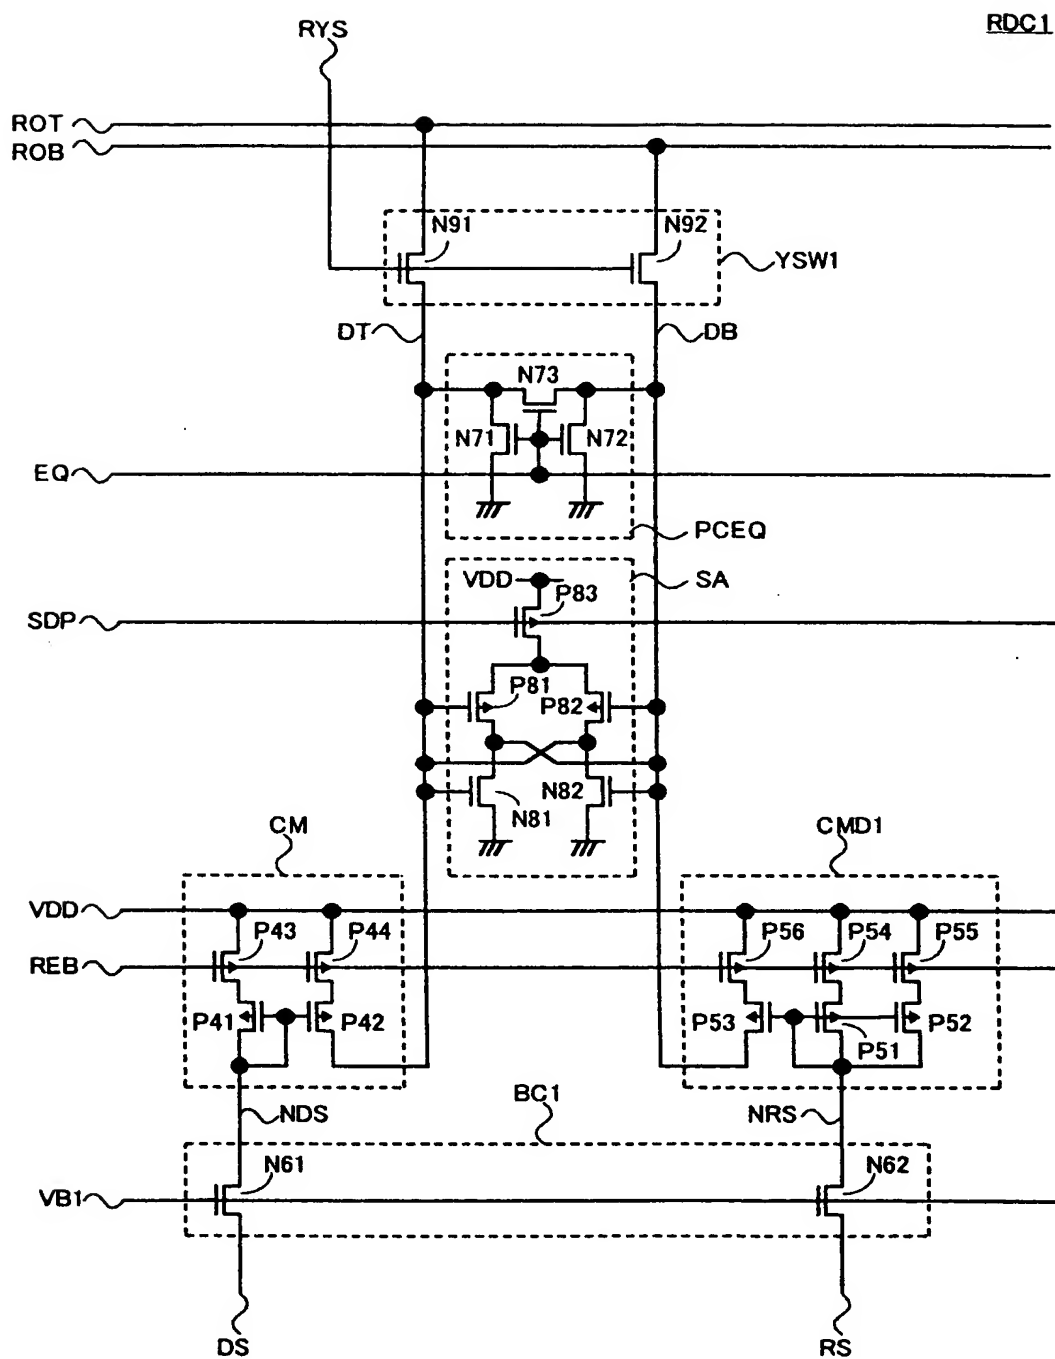 RDC1
RYS
ROT
ROB
N91
N92
YSW1
DT
DB
N73
N71
N72
EQ
PCEQ
VDD
SA
P83
SDP
P81
P82
N82
N81
CM
CMD1
VDD
P43
P44
P56
P54
P55
REB
P41
P42
P53
P52
P51
BC1
NDS
NRS
N61
N62
VB1
DS
RS